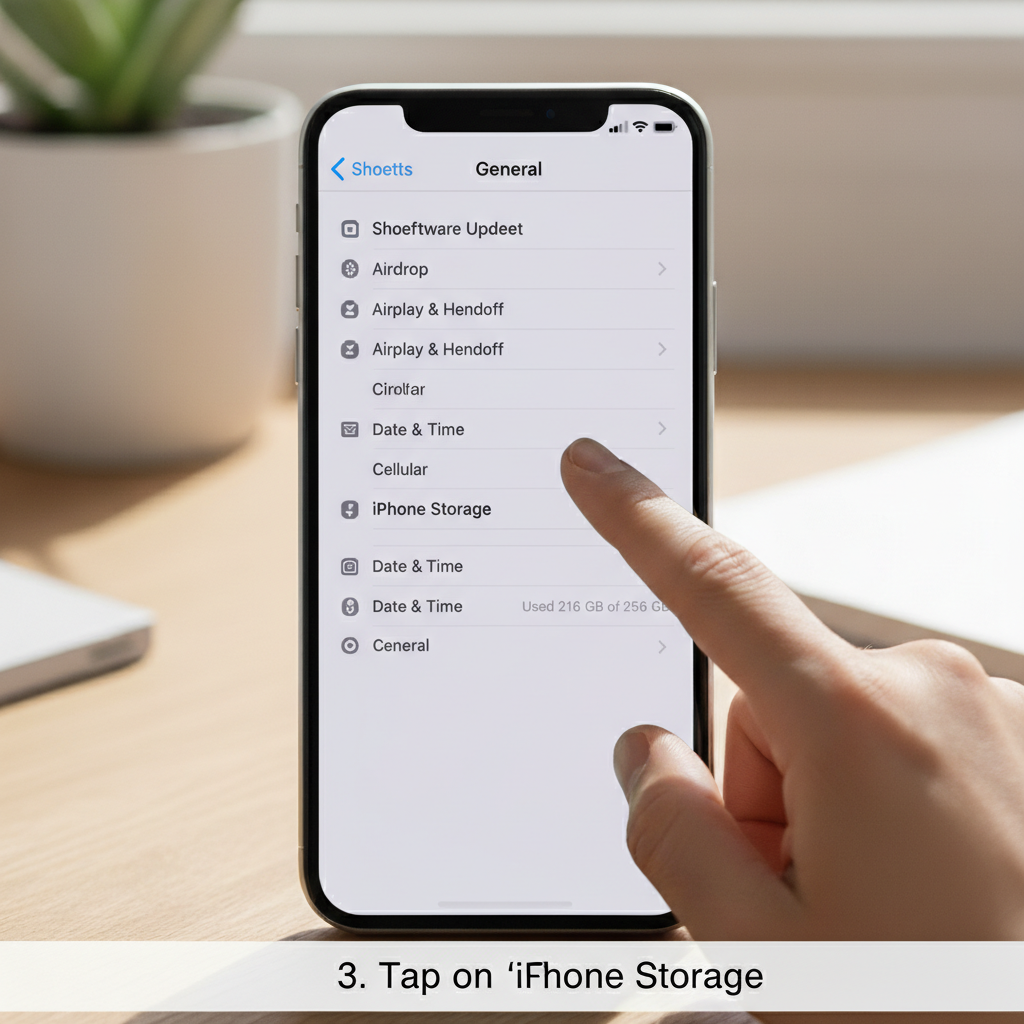 Shoetts
General
Shoeftware Updeet
Airdrop
Airplay & Hendoff
Airplay & Hendoff
Cirolfar
Date & Time
Cellular
iPhone Storage
Date & Time
Date & Time Used 216 GB of 256 GB
Ceneral
3. Tap on ‘iFhone Storage